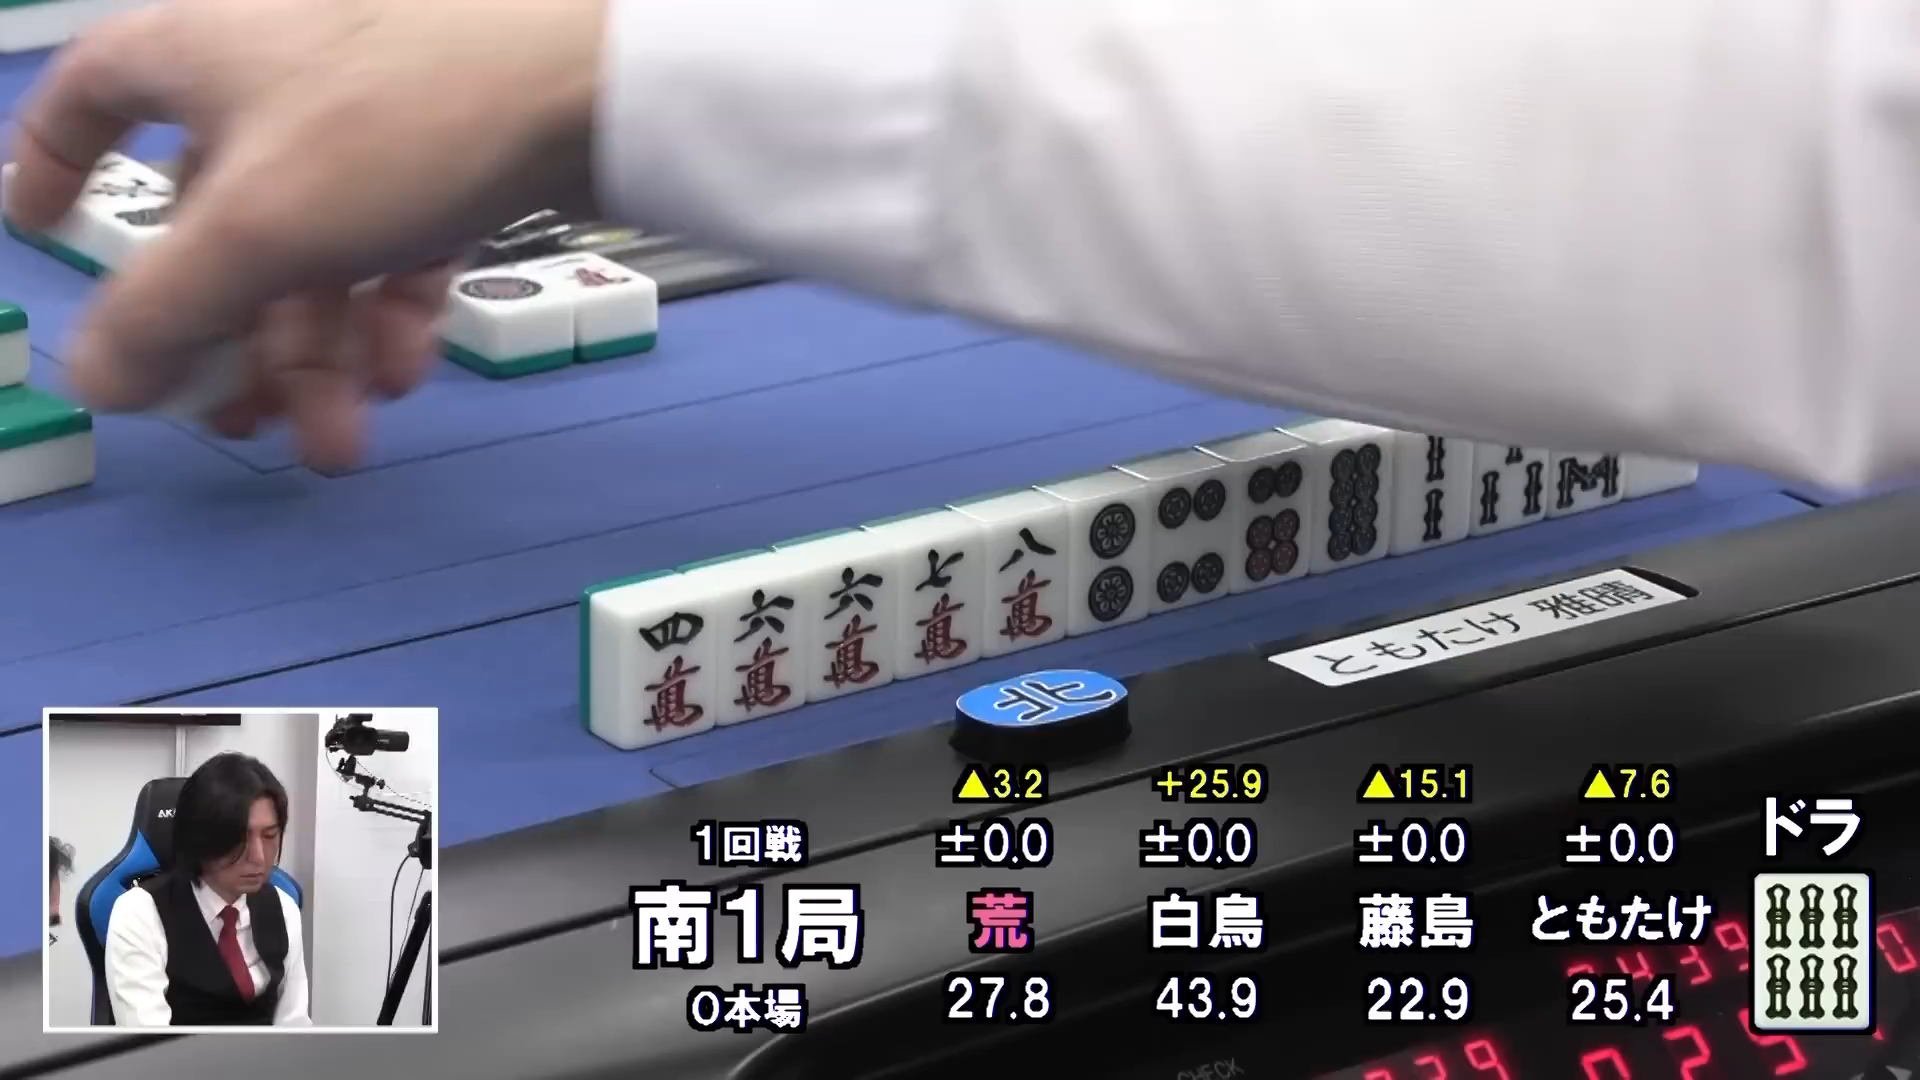 四萬 六萬 六萬 七萬 八萬
北
ともたけ 雅晴
AK
▲3.2 +25.9 ▲15.1 ▲7.6
1回戦 ±0.0 ±0.0 ±0.0 ±0.0 ドラ
南1局 荒 白鳥 藤島 ともたけ
0本場 27.8 43.9 22.9 25.4
CHECK